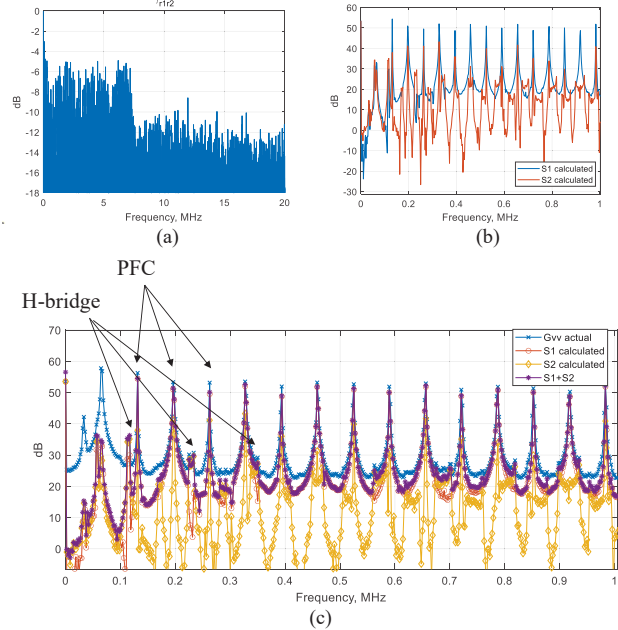 r1r2
0
-2
-4
-6
-8
-10
-12
-14
-16
-18
dB
0 5 10 15 20
Frequency, MHz
(a)
60
50
40
30
20
10
0
-10
-20
-30
dB
S1 calculated
S2 calculated
0 0.2 0.4 0.6 0.8 1
Frequency, MHz
(b)
PFC
H-bridge
70
60
50
40
30
20
10
0
dB
Gvv actual
S1 calculated
S2 calculated
S1+S2
0 0.1 0.2 0.3 0.4 0.5 0.6 0.7 0.8 0.9 1
Frequency, MHz
(c)